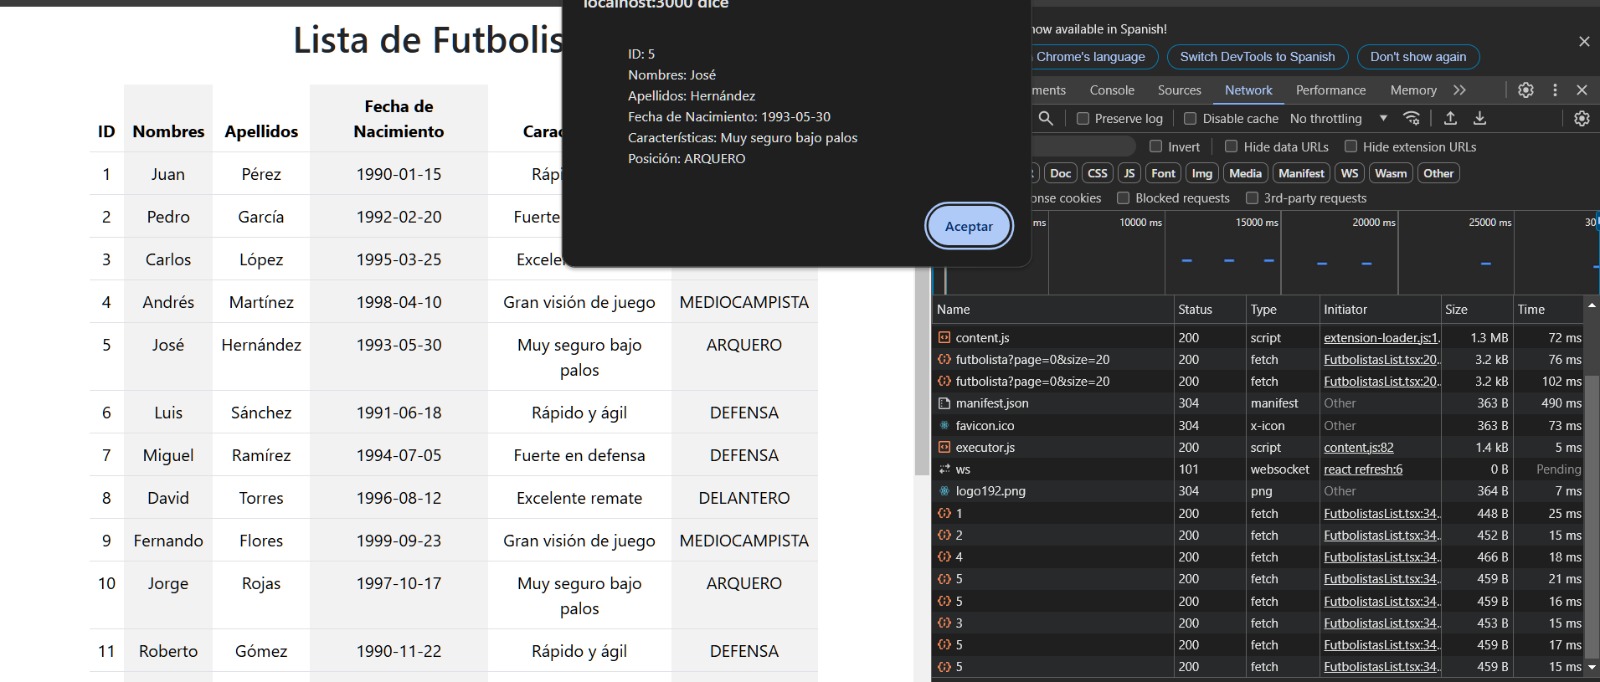 localhost:3000 dice
ID: 5
Nombres: José
Apellidos: Hernández
Fecha de Nacimiento: 1993-05-30
Características: Muy seguro bajo palos
Posición: ARQUERO
Aceptar
Lista de Futbolis
ID Nombres Apellidos Fecha de Nacimiento Carac
1 Juan Pérez 1990-01-15 Rápi
2 Pedro García 1992-02-20 Fuerte
3 Carlos López 1995-03-25 Excele
4 Andrés Martínez 1998-04-10 Gran visión de juego MEDIOCAMPISTA
5 José Hernández 1993-05-30 Muy seguro bajo palos ARQUERO
6 Luis Sánchez 1991-06-18 Rápido y ágil DEFENSA
7 Miguel Ramírez 1994-07-05 Fuerte en defensa DEFENSA
8 David Torres 1996-08-12 Excelente remate DELANTERO
9 Fernando Flores 1999-09-23 Gran visión de juego MEDIOCAMPISTA
10 Jorge Rojas 1997-10-17 Muy seguro bajo palos ARQUERO
11 Roberto Gómez 1990-11-22 Rápido y ágil DEFENSA
now available in Spanish!
Chrome's language Switch DevTools to Spanish Don't show again
ments Console Sources Network Performance Memory
Preserve log Disable cache No throttling
Invert Hide data URLs Hide extension URLs
Doc CSS JS Font Img Media Manifest WS Wasm Other
onse cookies Blocked requests 3rd-party requests
ms 10000 ms 15000 ms 20000 ms 25000 ms 30
Name Status Type Initiator Size Time
content.js 200 script extension-loader.js:1. 1.3 MB 72 ms
futbolista?page=0&size=20 200 fetch FutbolistasList.tsx:20. 3.2 kB 76 ms
futbolista?page=0&size=20 200 fetch FutbolistasList.tsx:20. 3.2 kB 102 ms
manifest.json 304 manifest Other 363 B 490 ms
favicon.ico 304 x-icon Other 363 B 73 ms
executor.js 200 script content.js:82 1.4 kB 5 ms
ws 101 websocket react refresh:6 0 B Pending
logo192.png 304 png Other 364 B 7 ms
1 200 fetch FutbolistasList.tsx:34. 448 B 25 ms
2 200 fetch FutbolistasList.tsx:34. 452 B 15 ms
4 200 fetch FutbolistasList.tsx:34. 466 B 18 ms
5 200 fetch FutbolistasList.tsx:34. 459 B 21 ms
5 200 fetch FutbolistasList.tsx:34. 459 B 16 ms
3 200 fetch FutbolistasList.tsx:34. 453 B 15 ms
5 200 fetch FutbolistasList.tsx:34. 459 B 17 ms
5 200 fetch FutbolistasList.tsx:34. 459 B 15 ms